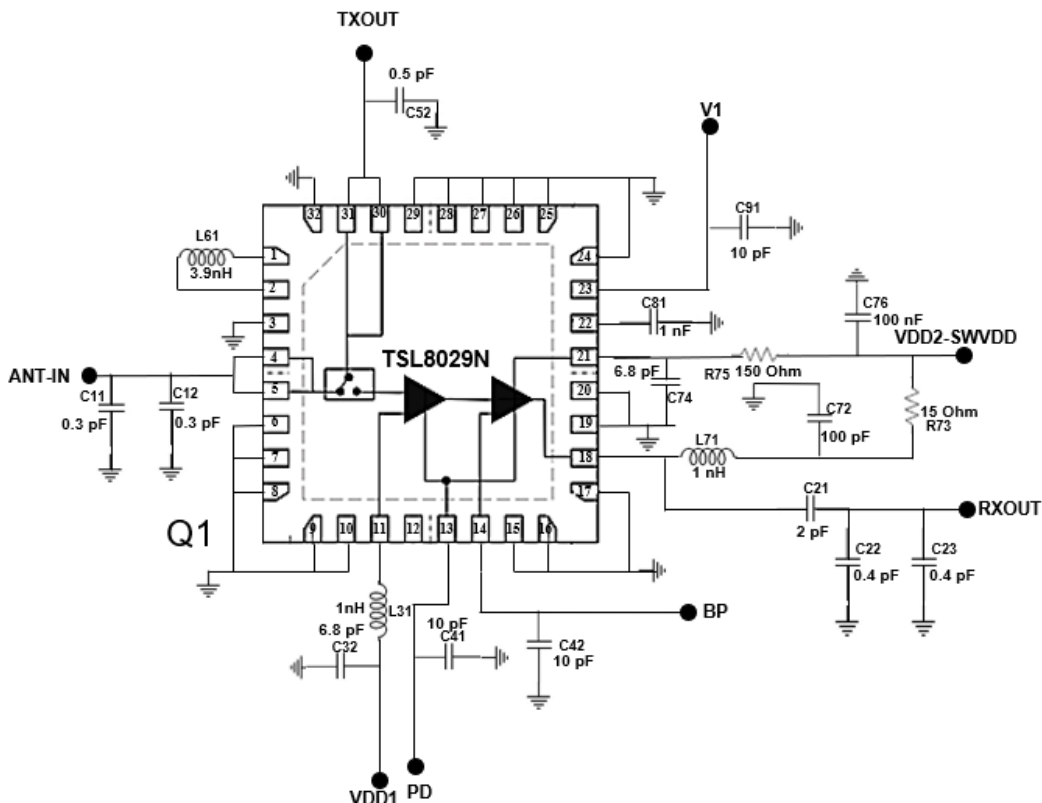 TXOUT
0.5 pF
C52
V1
32 31 30 29 28 27 26 25
C91
10 pF
L61
3.9nH
1
24
2
23
C76
100 nF
3
22
C81
1 nF
VDD2-SWVDD
TSL8029N
4
21
6.8 pF
R75 150 Ohm
ANT-IN
5
20
C74
C11
0.3 pF
C12
0.3 pF
C72
100 pF
15 Ohm
R73
6
19
7
18
L71
1 nH
8
17
C21
2 pF
RXOUT
Q1
9 10 11 12 13 14 15 16
C22
0.4 pF
C23
0.4 pF
1nH
L31
6.8 pF
C32
10 pF
C41
BP
C42
10 pF
VDD1
PD